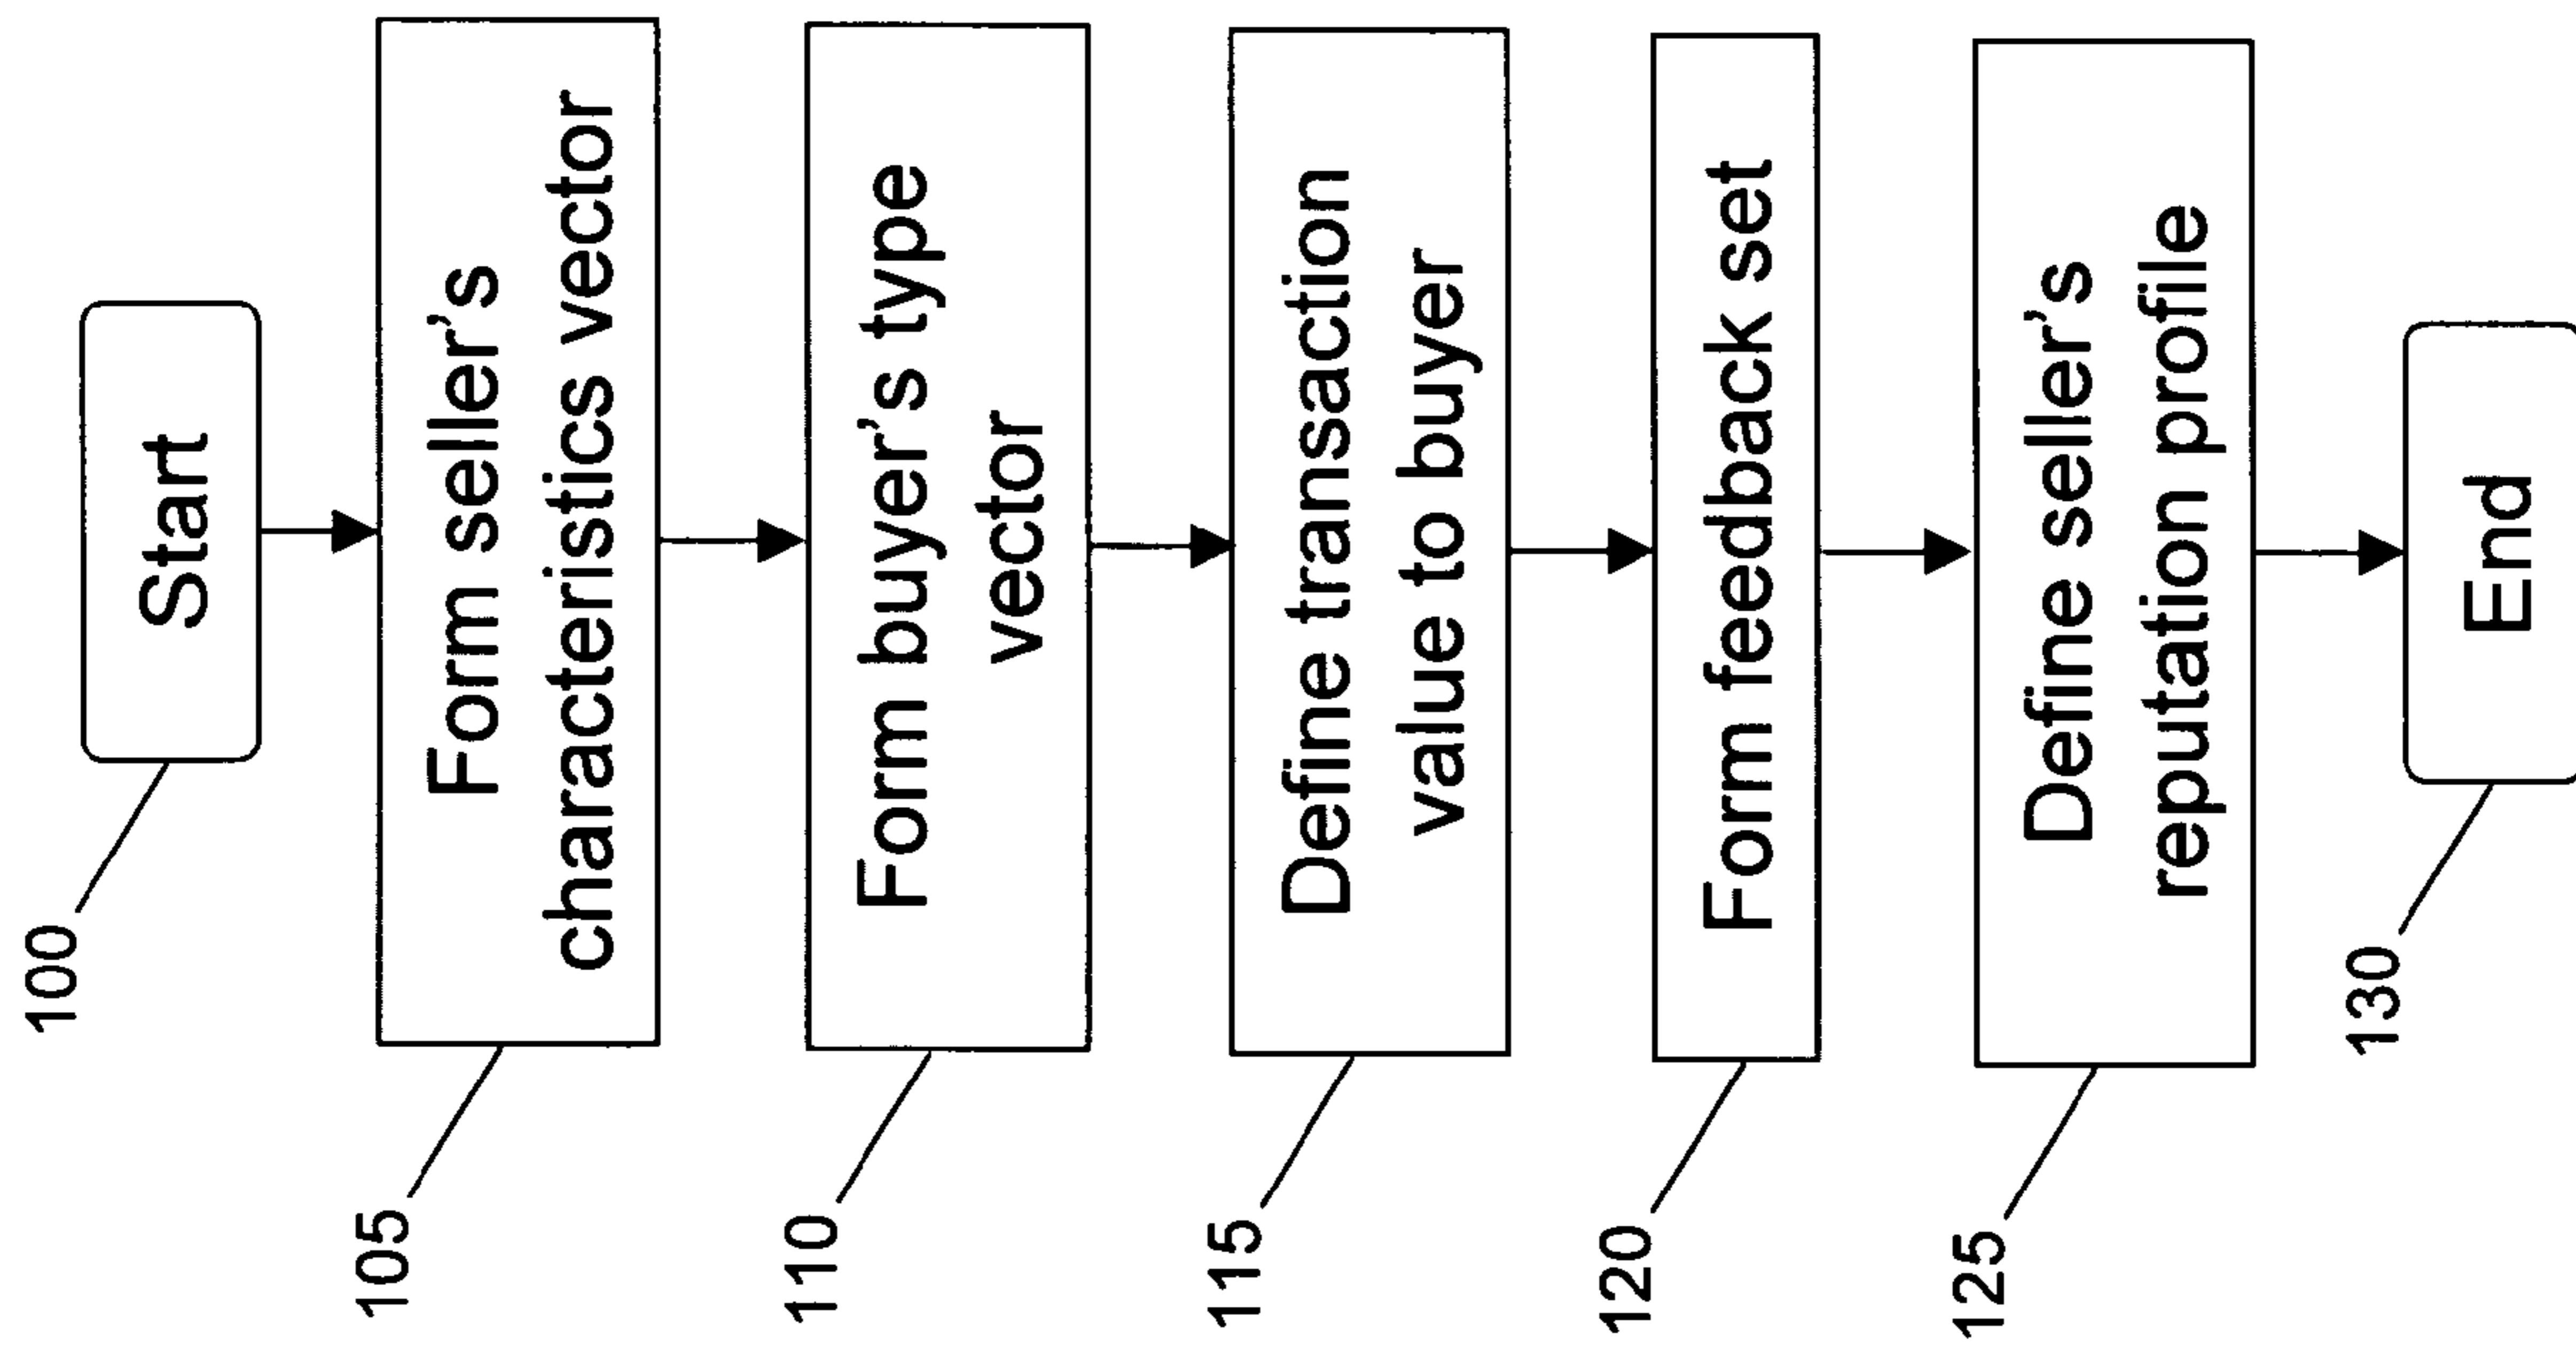 100
Start
105
Form seller's
characteristics vector
110
Form buyer's type
vector
115
Define transaction
value to buyer
120
Form feedback set
125
Define seller's
reputation profile
130
End